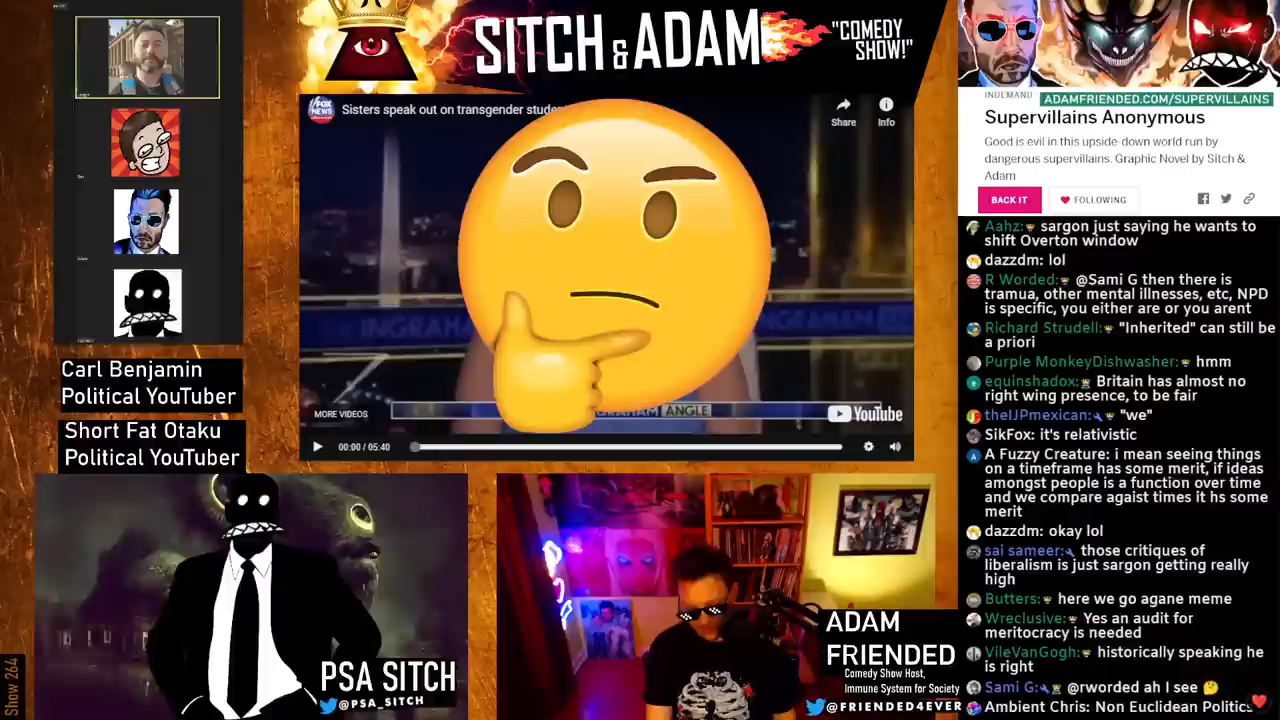 SITCH & ADAM
"COMEDY
SHOW!"
FOX
NEWS
Sisters speak out on transgender stude
Share
Info
MORE VIDEOS
ANGLE
YouTube
00:00 / 05:40
Carl Benjamin
Political YouTuber
Short Fat Otaku
Political YouTuber
PSA SITCH
@PSA_SITCH
Show 264
ADAM
FRIENDED
Comedy Show Host,
Immune System for Society
@FRIENDED4EVER
INDEMAND
ADAMFRIENDED.COM/SUPERVILLAINS
Supervillains Anonymous
Good is evil in this upside-down world run by
dangerous supervillains. Graphic Novel by Sitch &
Adam
BACK IT
FOLLOWING
Aahz: sargon just saying he wants to
shift Overton window
dazzdm: lol
R Worded: @Sami G then there is
tramua, other mental illnesses, etc, NPD
is specific, you either are or you arent
Richard Strudell: "Inherited" can still be
a priori
Purple MonkeyDishwasher: hmm
equinshadox: Britain has almost no
right wing presence, to be fair
theIJPmexican: "we"
SikFox: it's relativistic
A Fuzzy Creature: i mean seeing things
on a timeframe has some merit, if ideas
amongst people is a function over time
and we compare agaist times it hs some
merit
dazzdm: okay lol
sai sameer: those critiques of
liberalism is just sargon getting really
high
Butters: here we go agane meme
Wreclusive: Yes an audit for
meritocracy is needed
VileVanGogh: historically speaking he
is right
Sami G: @rworded ah I see 🤔
Ambient Chris: Non Euclidean Politics